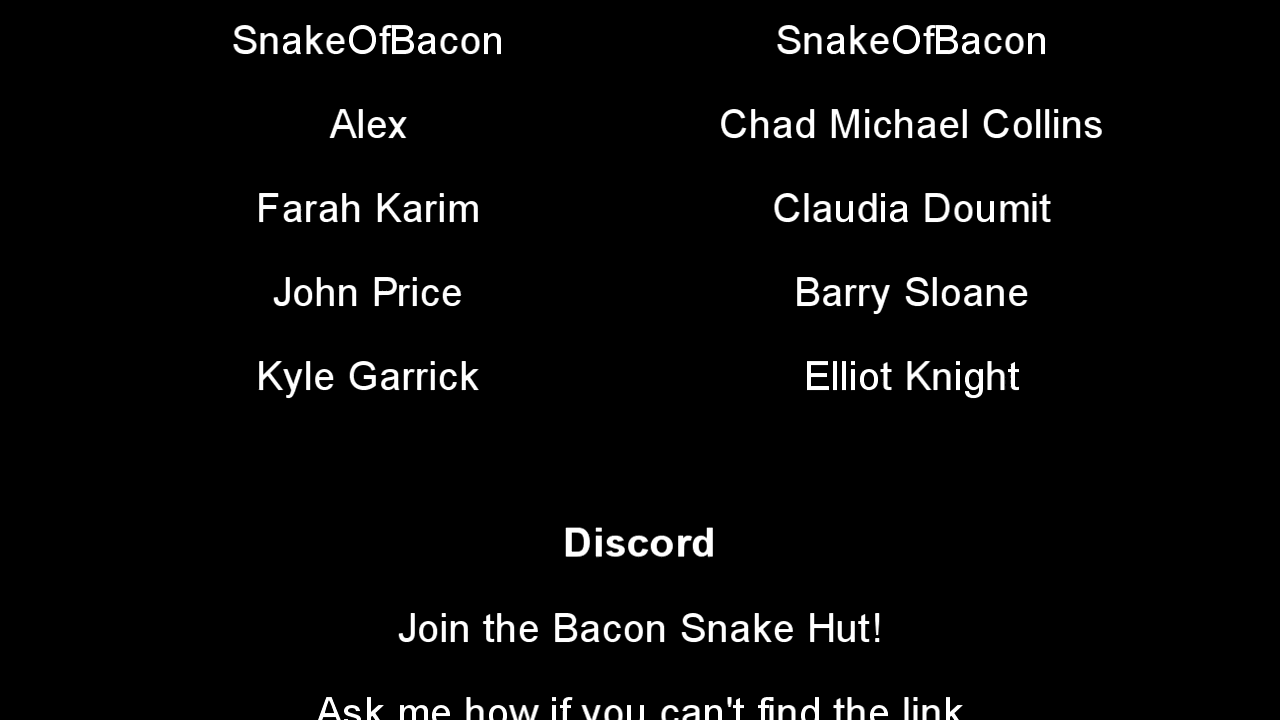 SnakeOfBacon SnakeOfBacon
Alex Chad Michael Collins
Farah Karim Claudia Doumit
John Price Barry Sloane
Kyle Garrick Elliot Knight
Discord
Join the Bacon Snake Hut!
Ask me how if you can't find the link